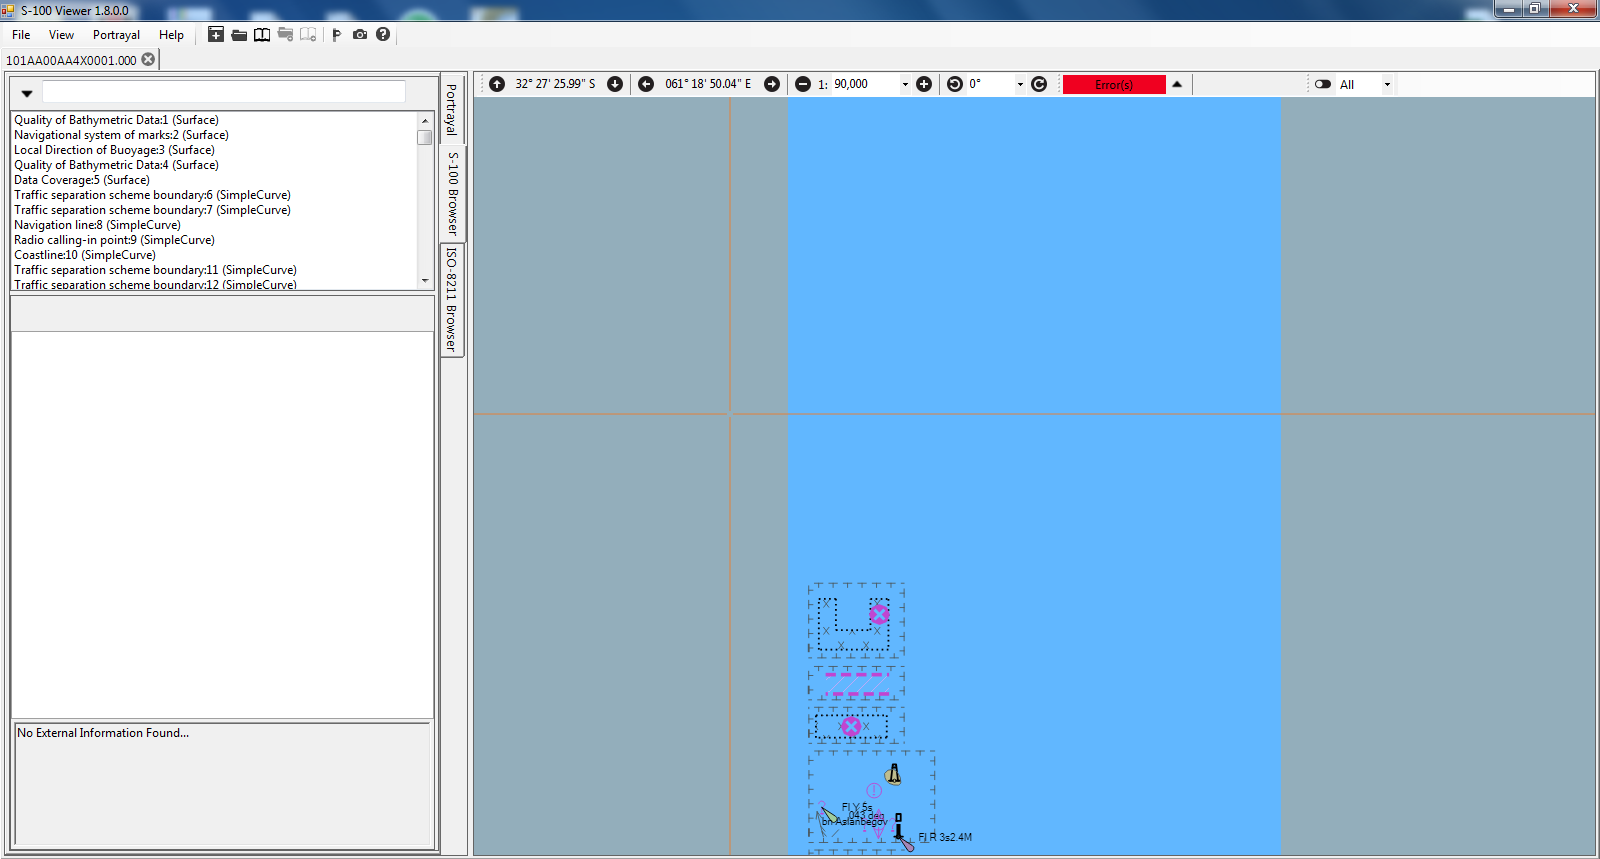 S-100 Viewer 1.8.0.0
File View Portrayal Help
101AA00AA4X0001.000
32° 27' 25.99" S 061° 18' 50.04" E 1: 90,000 0° Error(s) All
Quality of Bathymetric Data:1 (Surface)
Navigational system of marks:2 (Surface)
Local Direction of Buoyage:3 (Surface)
Quality of Bathymetric Data:4 (Surface)
Data Coverage:5 (Surface)
Traffic separation scheme boundary:6 (SimpleCurve)
Traffic separation scheme boundary:7 (SimpleCurve)
Navigation line:8 (SimpleCurve)
Radio calling-in point:9 (SimpleCurve)
Coastline:10 (SimpleCurve)
Traffic separation scheme boundary:11 (SimpleCurve)
Traffic separation scheme boundary:12 (SimpleCurve)
Portrayal
S-100 Browser
ISO-8211 Browser
No External Information Found...
Fl Y 5s
043 deg
bn Aslanbegov
Fl R 3s2.4M